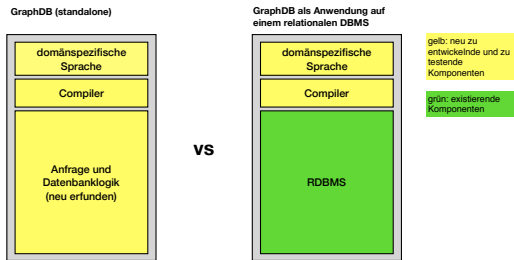 GraphDB (standalone)
domänspezifische
Sprache
Compiler
Anfrage und
Datenbanklogik
(neu erfunden)
vs
GraphDB als Anwendung auf
einem relationalen DBMS
domänspezifische
Sprache
Compiler
RDBMS
gelb: neu zu
entwickelnde und zu
testende
Komponenten
grün: existierende
Komponenten